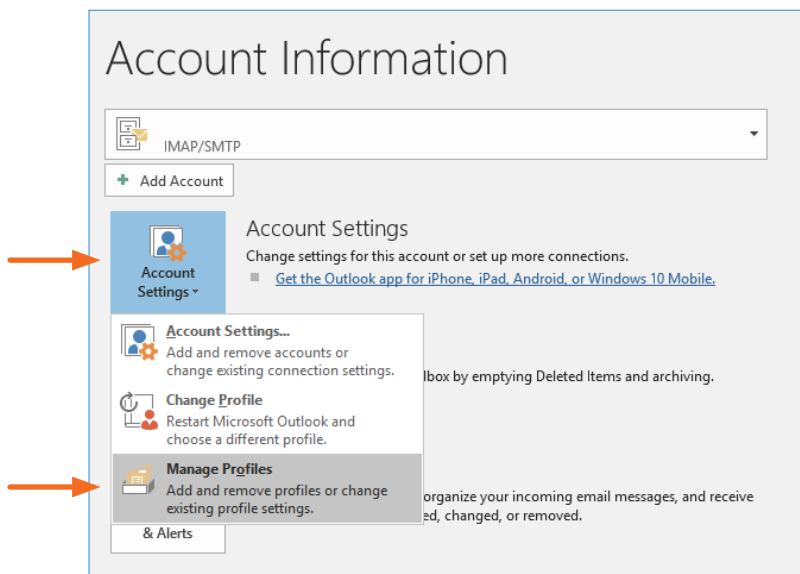 Account Information
IMAP/SMTP
Add Account
Account Settings
Account
Settings
Change settings for this account or set up more connections.
Get the Outlook app for iPhone, iPad, Android, or Windows 10 Mobile.
Account Settings...
Add and remove accounts or
change existing connection settings.
lbox by emptying Deleted Items and archiving.
Change Profile
Restart Microsoft Outlook and
choose a different profile.
Manage Profiles
Add and remove profiles or change
existing profile settings.
organize your incoming email messages, and receive
ed, changed, or removed.
& Alerts